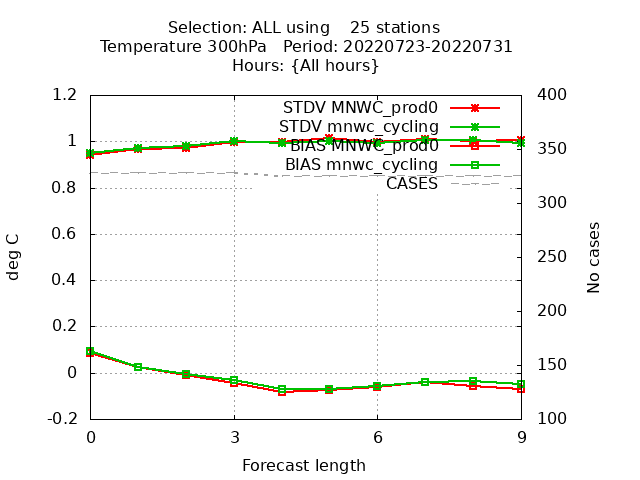 Selection: ALL using    25 stations
Temperature 300hPa   Period: 20220723-20220731
Hours: {All hours}
1.2
1
0.8
0.6
0.4
0.2
0
-0.2
deg C
STDV MNWC_prod0
STDV mnwc_cycling
BIAS MNWC_prod0
BIAS mnwc_cycling
CASES
400
350
300
250
200
150
100
No cases
0 3 6 9
Forecast length